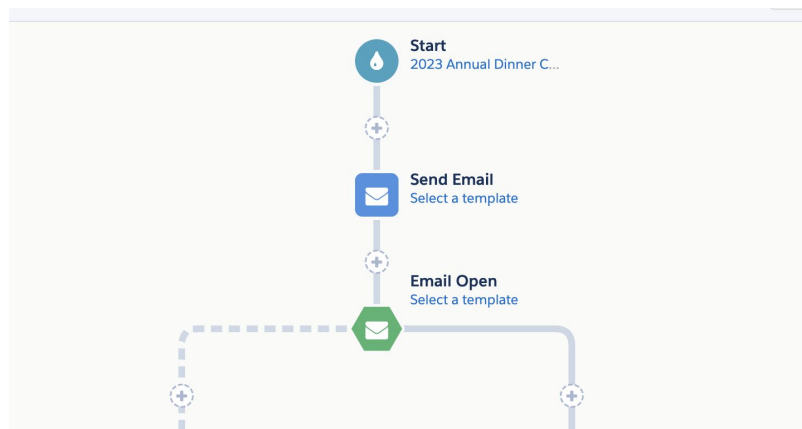 Start
2023 Annual Dinner C...
Send Email
Select a template
Email Open
Select a template